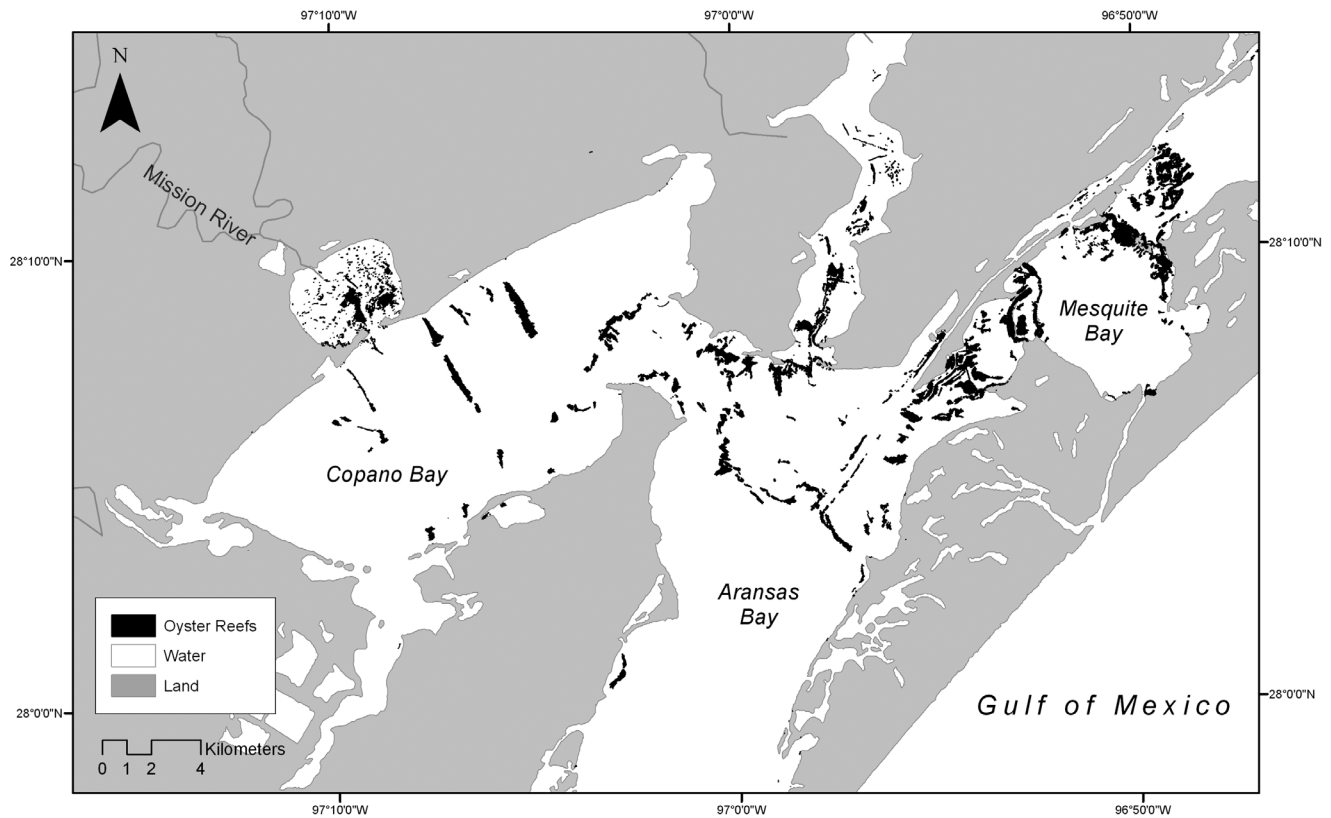 97°10'0"W
97°0'0"W
96°50'0"W
N
Mission River
28°10'0"N
28°10'0"N
Mesquite
Bay
Copano Bay
Aransas
Bay
Oyster Reefs
Water
Land
Gulf of Mexico
28°0'0"N
28°0'0"N
Kilometers
0 1 2 4
97°10'0"W
97°0'0"W
96°50'0"W